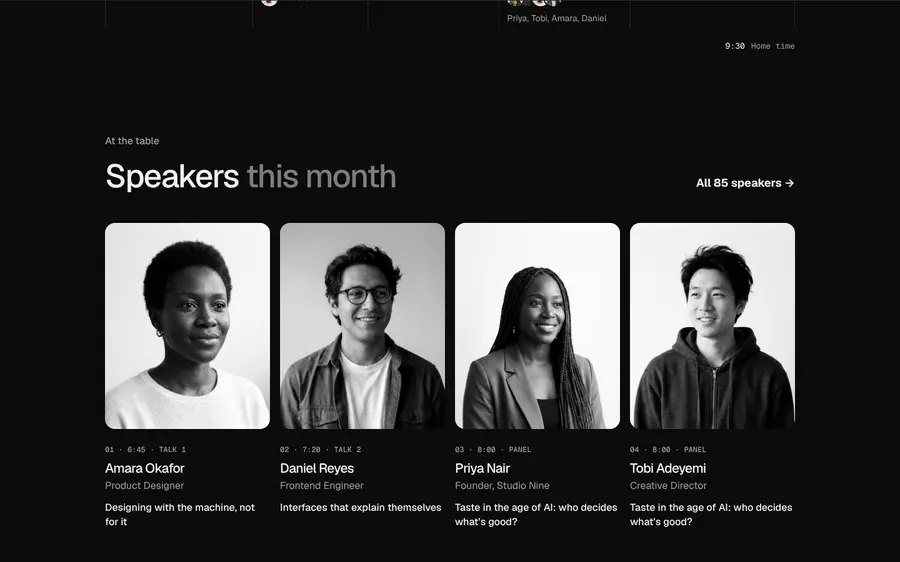 Priya, Tobi, Amara, Daniel
9:30 Home time
At the table
Speakers this month
All 85 speakers →
01 · 6:45 · TALK 1
Amara Okafor
Product Designer
Designing with the machine, not
for it
02 · 7:20 · TALK 2
Daniel Reyes
Frontend Engineer
Interfaces that explain themselves
03 · 8:00 · PANEL
Priya Nair
Founder, Studio Nine
Taste in the age of AI: who decides
what's good?
04 · 8:00 · PANEL
Tobi Adeyemi
Creative Director
Taste in the age of AI: who decides
what's good?